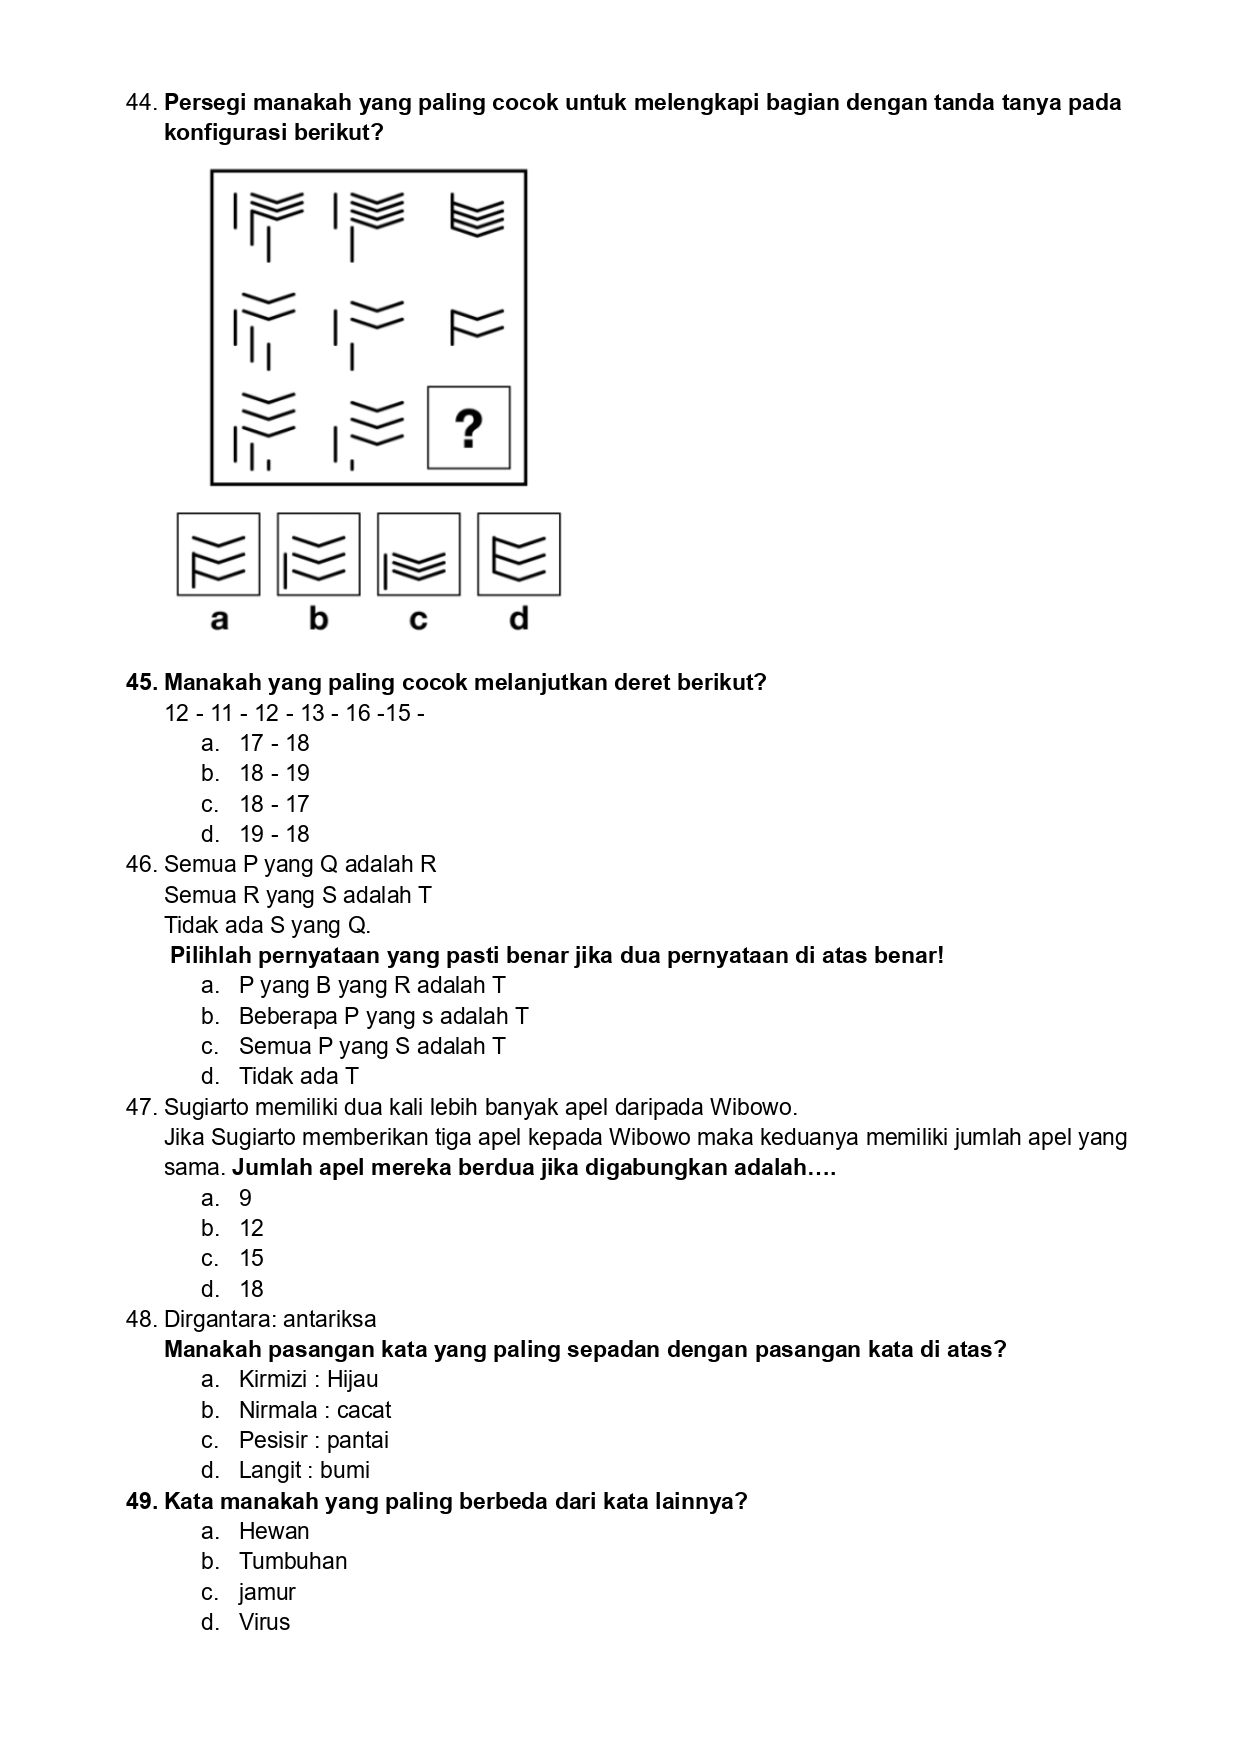 44. Persegi manakah yang paling cocok untuk melengkapi bagian dengan tanda tanya pada
konfigurasi berikut?
?
a b c d
45. Manakah yang paling cocok melanjutkan deret berikut?
12 - 11 - 12 - 13 - 16 -15 -
a. 17 - 18
b. 18 - 19
c. 18 - 17
d. 19 - 18
46. Semua P yang Q adalah R
Semua R yang S adalah T
Tidak ada S yang Q.
Pilihlah pernyataan yang pasti benar jika dua pernyataan di atas benar!
a. P yang B yang R adalah T
b. Beberapa P yang s adalah T
c. Semua P yang S adalah T
d. Tidak ada T
47. Sugiarto memiliki dua kali lebih banyak apel daripada Wibowo.
Jika Sugiarto memberikan tiga apel kepada Wibowo maka keduanya memiliki jumlah apel yang
sama. Jumlah apel mereka berdua jika digabungkan adalah….
a. 9
b. 12
c. 15
d. 18
48. Dirgantara: antariksa
Manakah pasangan kata yang paling sepadan dengan pasangan kata di atas?
a. Kirmizi : Hijau
b. Nirmala : cacat
c. Pesisir : pantai
d. Langit : bumi
49. Kata manakah yang paling berbeda dari kata lainnya?
a. Hewan
b. Tumbuhan
c. jamur
d. Virus